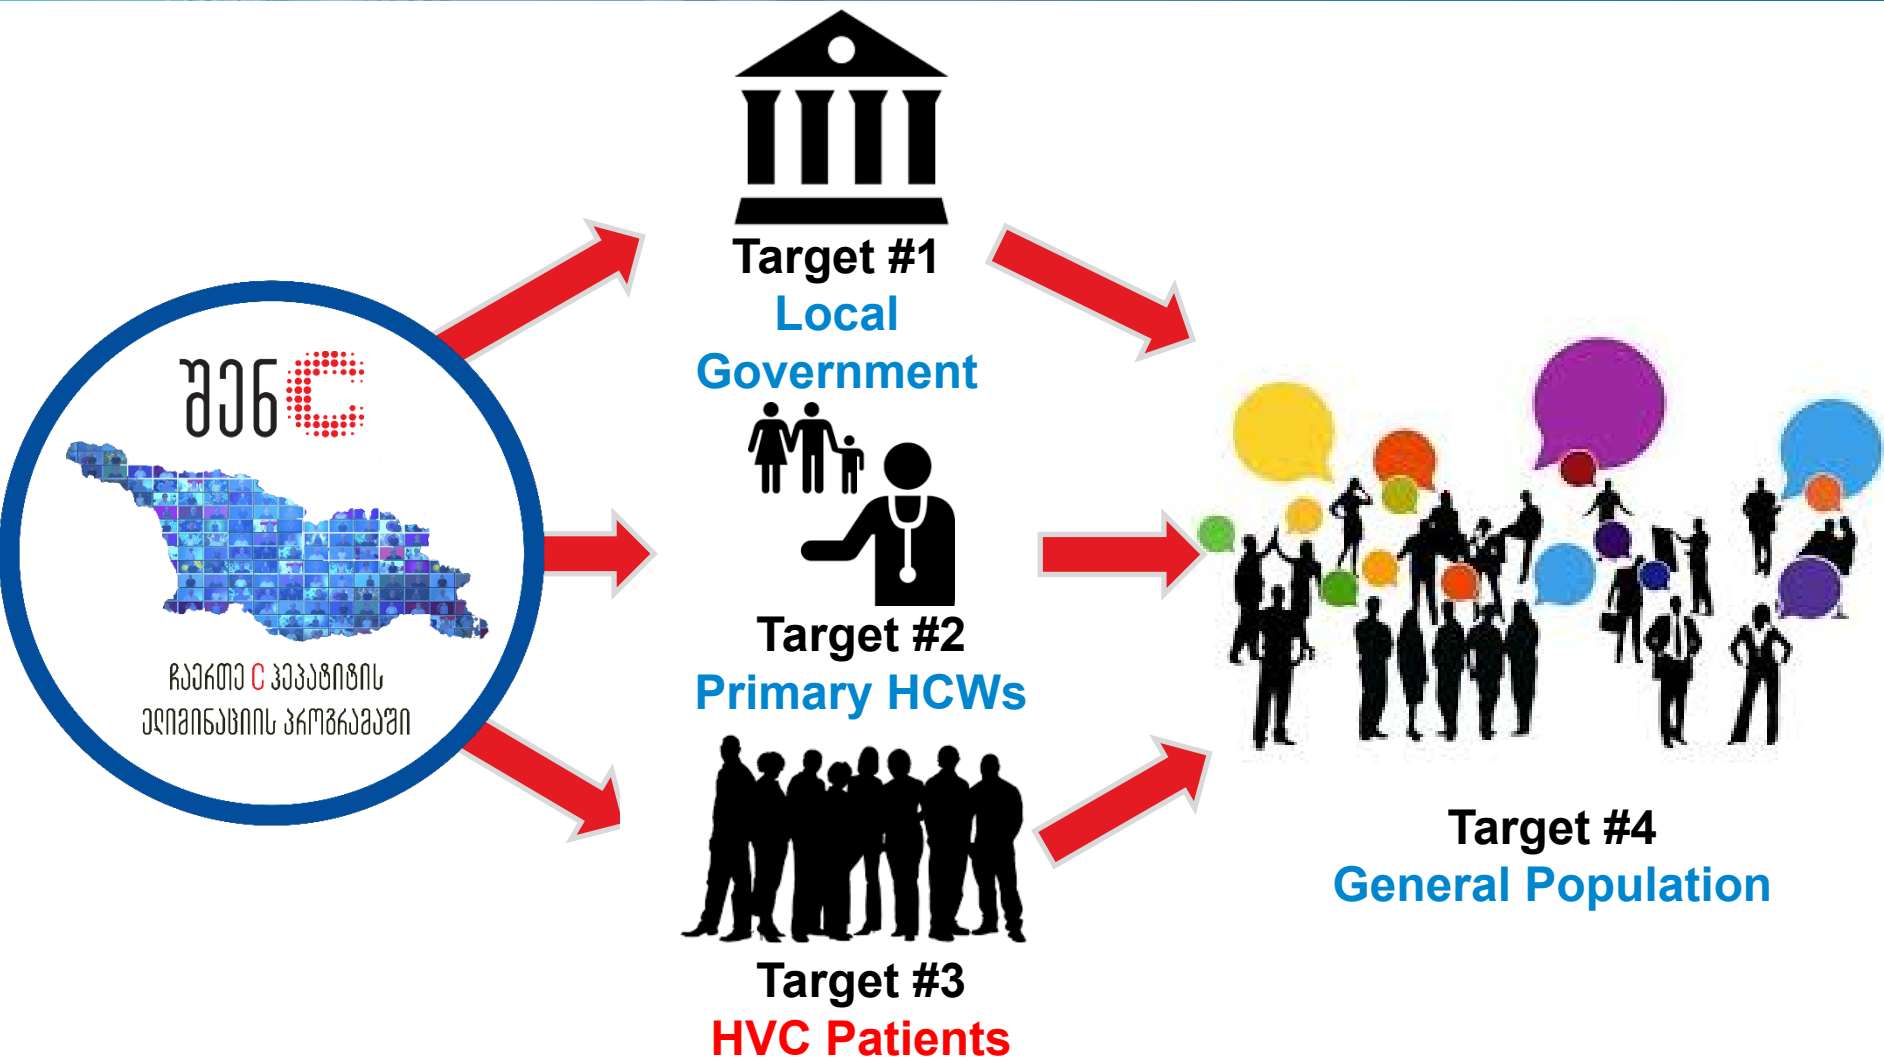 შენC
ჩაერთე C ჰეპატიტის
ელიმინაციის პროგრამაში
Target #1
Local
Government
Target #2
Primary HCWs
Target #3
HVC Patients
Target #4
General Population